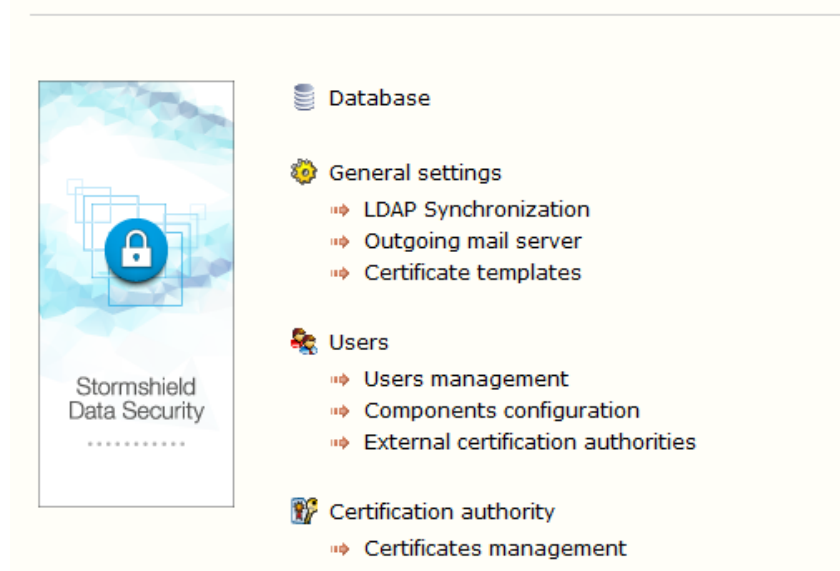 Database
General settings
LDAP Synchronization
Outgoing mail server
Certificate templates
Users
Users management
Components configuration
External certification authorities
Certification authority
Certificates management
Stormshield
Data Security